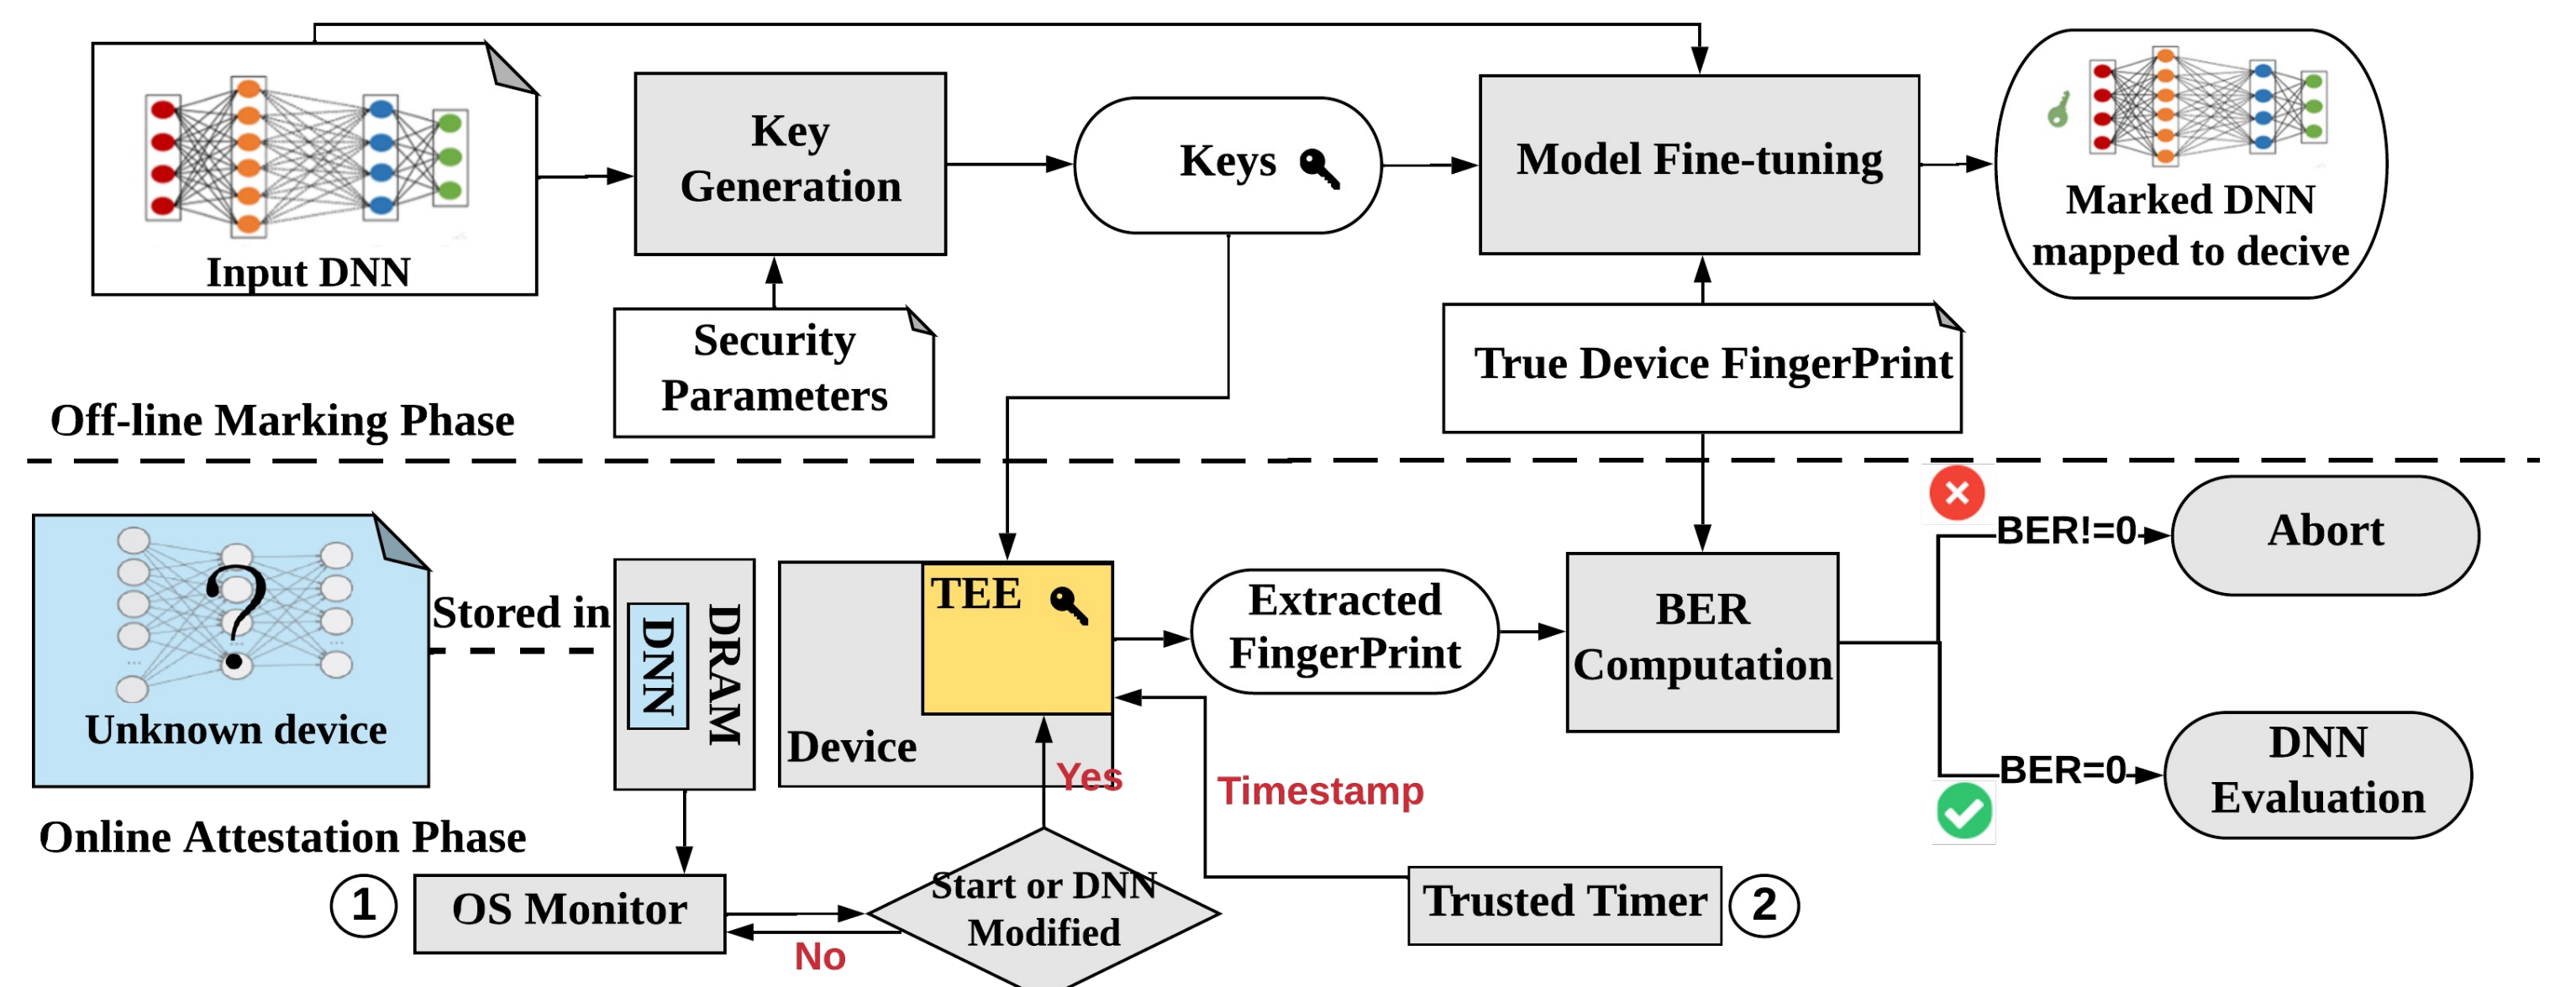 Input DNN
Key
Generation
Keys
Model Fine-tuning
Marked DNN
mapped to decive
Security
Parameters
True Device FingerPrint
Off-line Marking Phase
?
Unknown device
Stored in
DNN
DRAM
TEE
Device
Extracted
FingerPrint
BER
Computation
BER!=0
Abort
BER=0
DNN
Evaluation
Yes
Timestamp
Online Attestation Phase
1
OS Monitor
Start or DNN
Modified
No
Trusted Timer
2